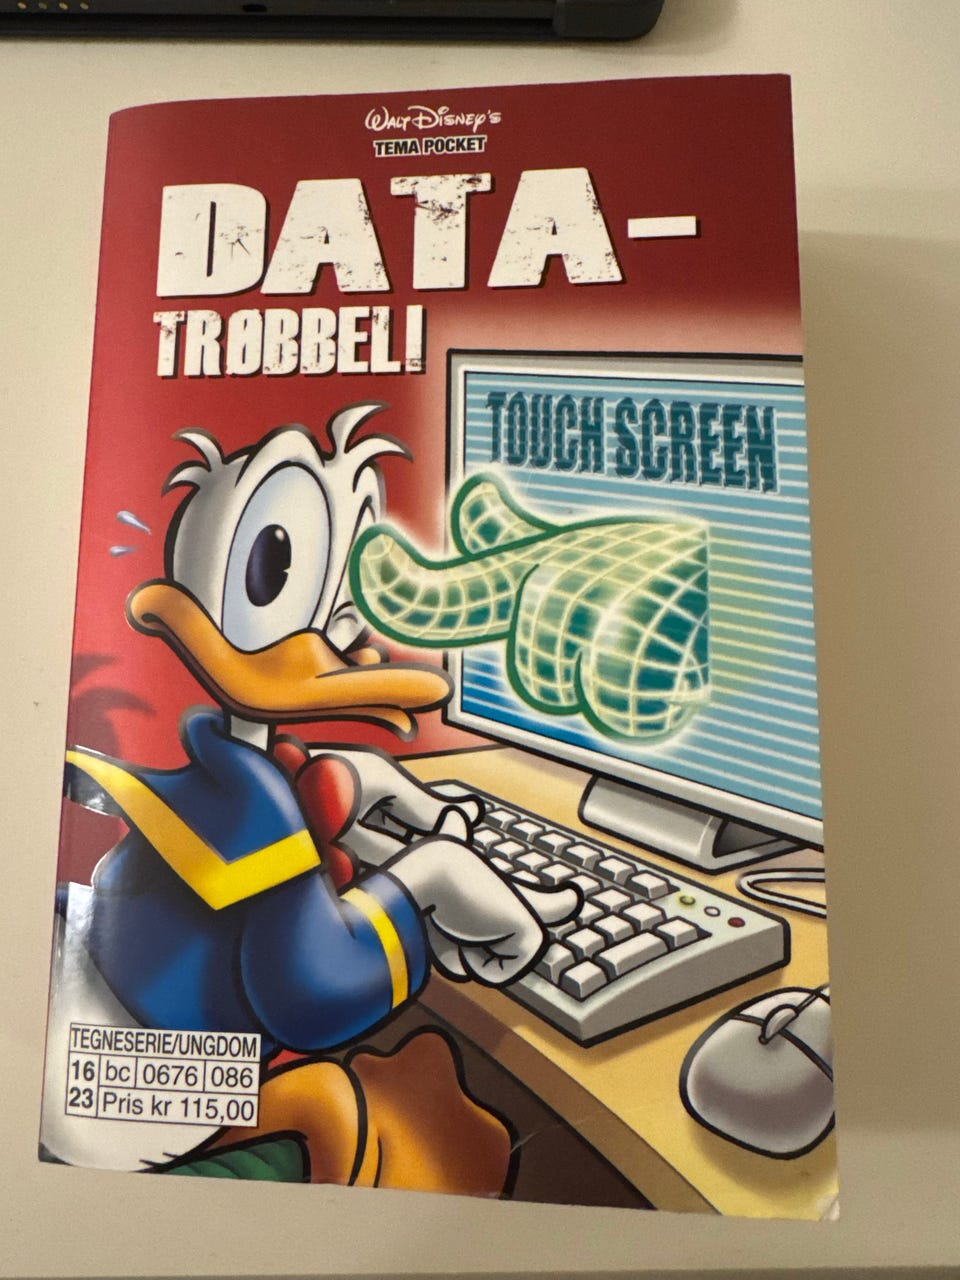 WALT DISNEY'S
TEMA POCKET
DATA-
TRØBBEL!
TOUCH SCREEN
TEGNESERIE/UNGDOM
16 bc 0676 086
23 Pris kr 115,00